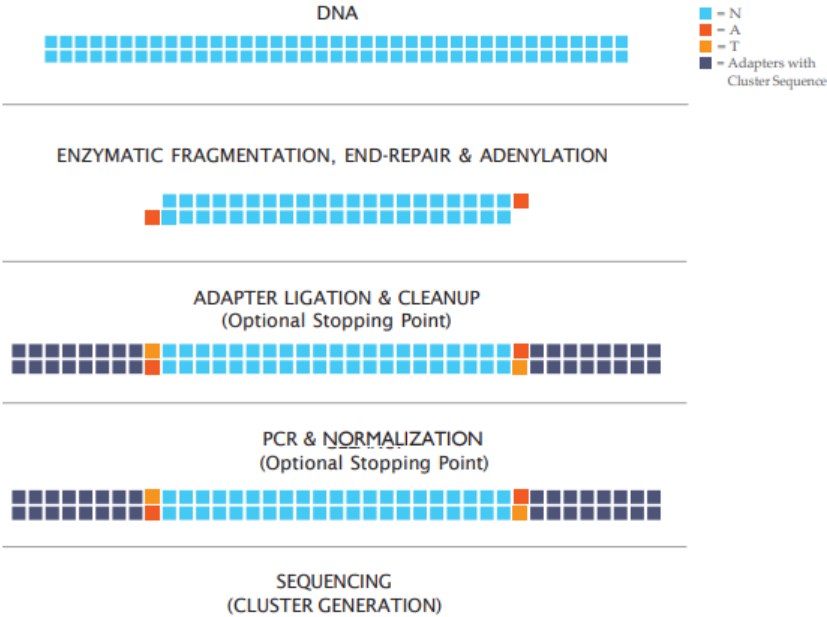 DNA
= N
= A
= T
= Adapters with
Cluster Sequence
ENZYMATIC FRAGMENTATION, END-REPAIR & ADENYLATION
ADAPTER LIGATION & CLEANUP
(Optional Stopping Point)
PCR & NORMALIZATION
(Optional Stopping Point)
SEQUENCING
(CLUSTER GENERATION)